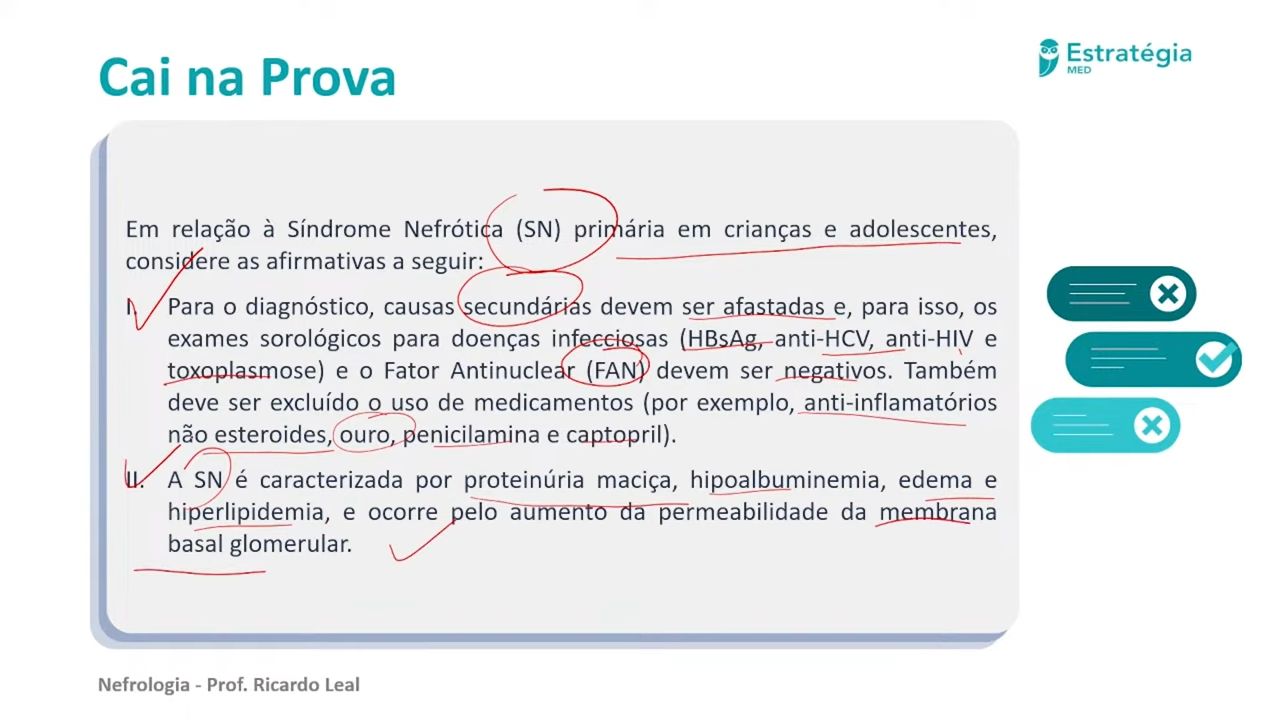 Cai na Prova
Estratégia
MED
Em relação à Síndrome Nefrótica (SN) primária em crianças e adolescentes,
considere as afirmativas a seguir:
I. Para o diagnóstico, causas secundárias devem ser afastadas e, para isso, os
exames sorológicos para doenças infecciosas (HBsAg, anti-HCV, anti-HIV e
toxoplasmose) e o Fator Antinuclear (FAN) devem ser negativos. Também
deve ser excluído o uso de medicamentos (por exemplo, anti-inflamatórios
não esteroides, ouro, penicilamina e captopril).
II. A SN é caracterizada por proteinúria maciça, hipoalbuminemia, edema e
hiperlipidemia, e ocorre pelo aumento da permeabilidade da membrana
basal glomerular.
Nefrologia - Prof. Ricardo Leal